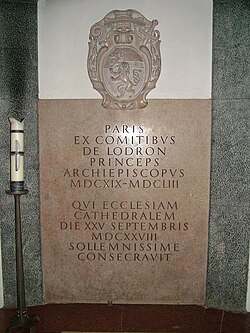 PARIS
EX COMITIBVS
DE LODRON
PRINCEPS
ARCHIEPISCOPVS
MDCXIX-MDCLIII
QVI ECCLESIAM
CATHEDRALEM
DIE XXV SEPTEMBRIS
MDCXXVIII
SOLLEMNISSIME
CONSECRAVIT